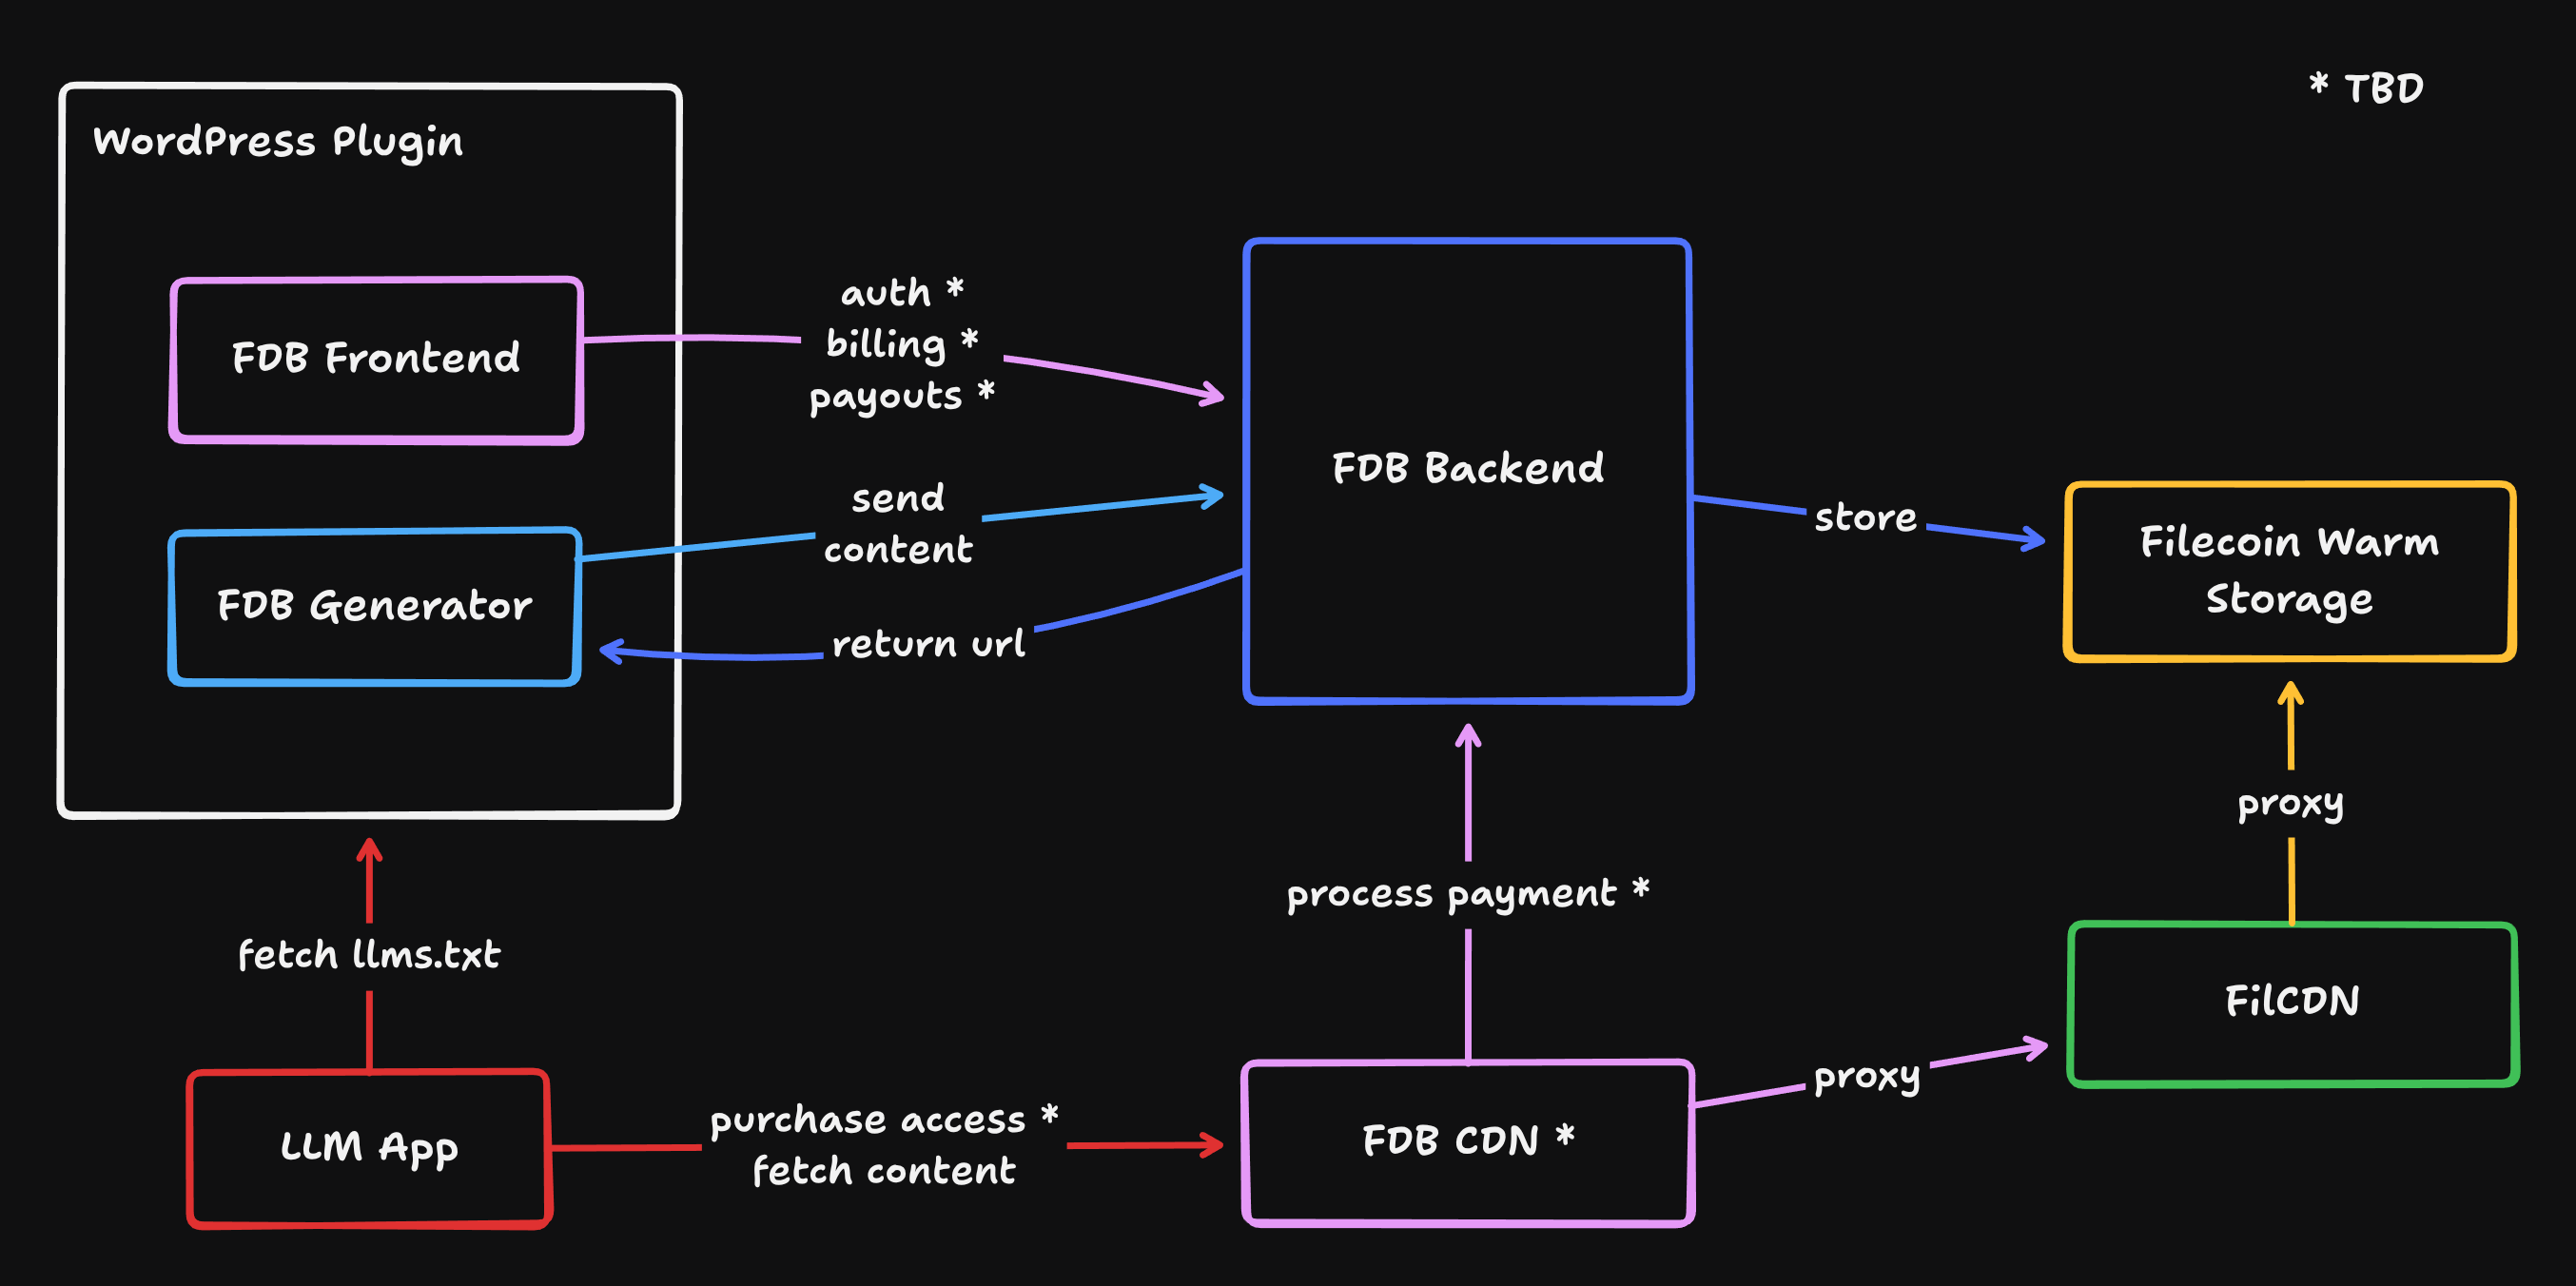 * TBD
WordPress Plugin
FDB Frontend
auth *
billing *
payouts *
FDB Backend
send
content
store
Filecoin Warm
Storage
FDB Generator
return url
proxy
process payment *
fetch llms.txt
FilCDN
proxy
purchase access *
fetch content
LLM App
FDB CDN *